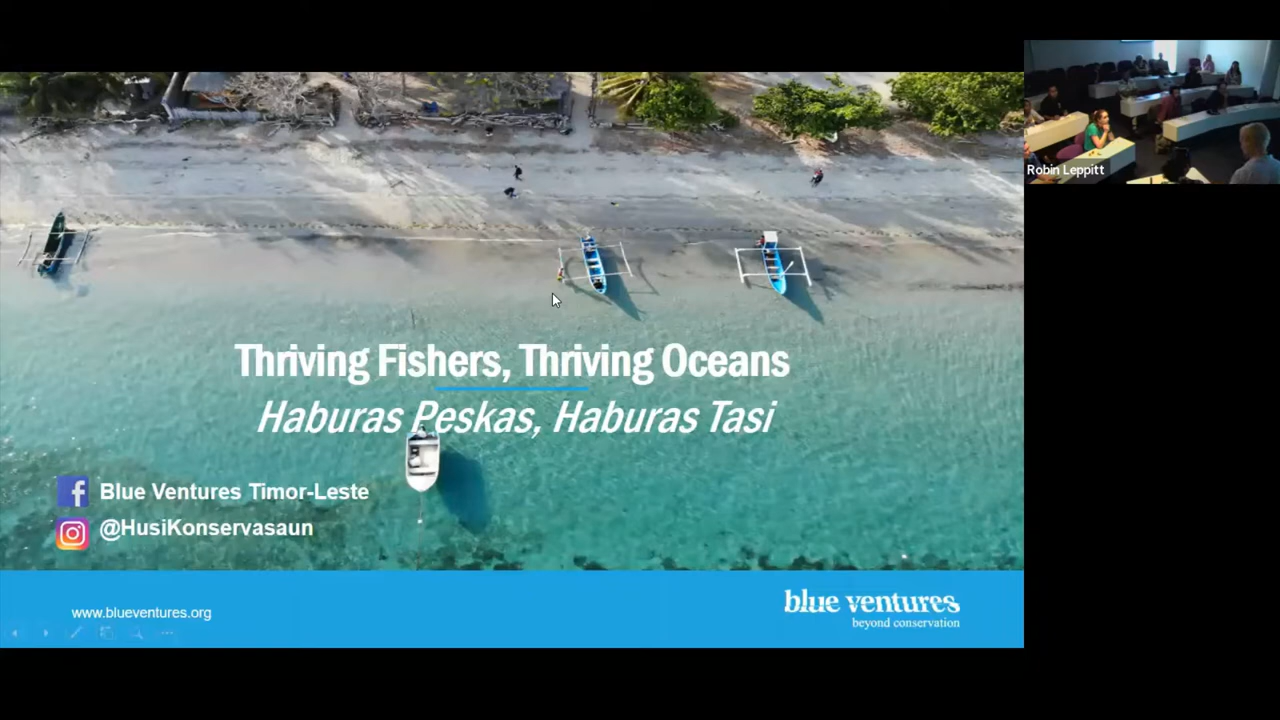 Robin Leppitt
Thriving Fishers, Thriving Oceans
Haburas Peskas, Haburas Tasi
Blue Ventures Timor-Leste
@HusiKonservasaun
www.blueventures.org
blue ventures
beyond conservation